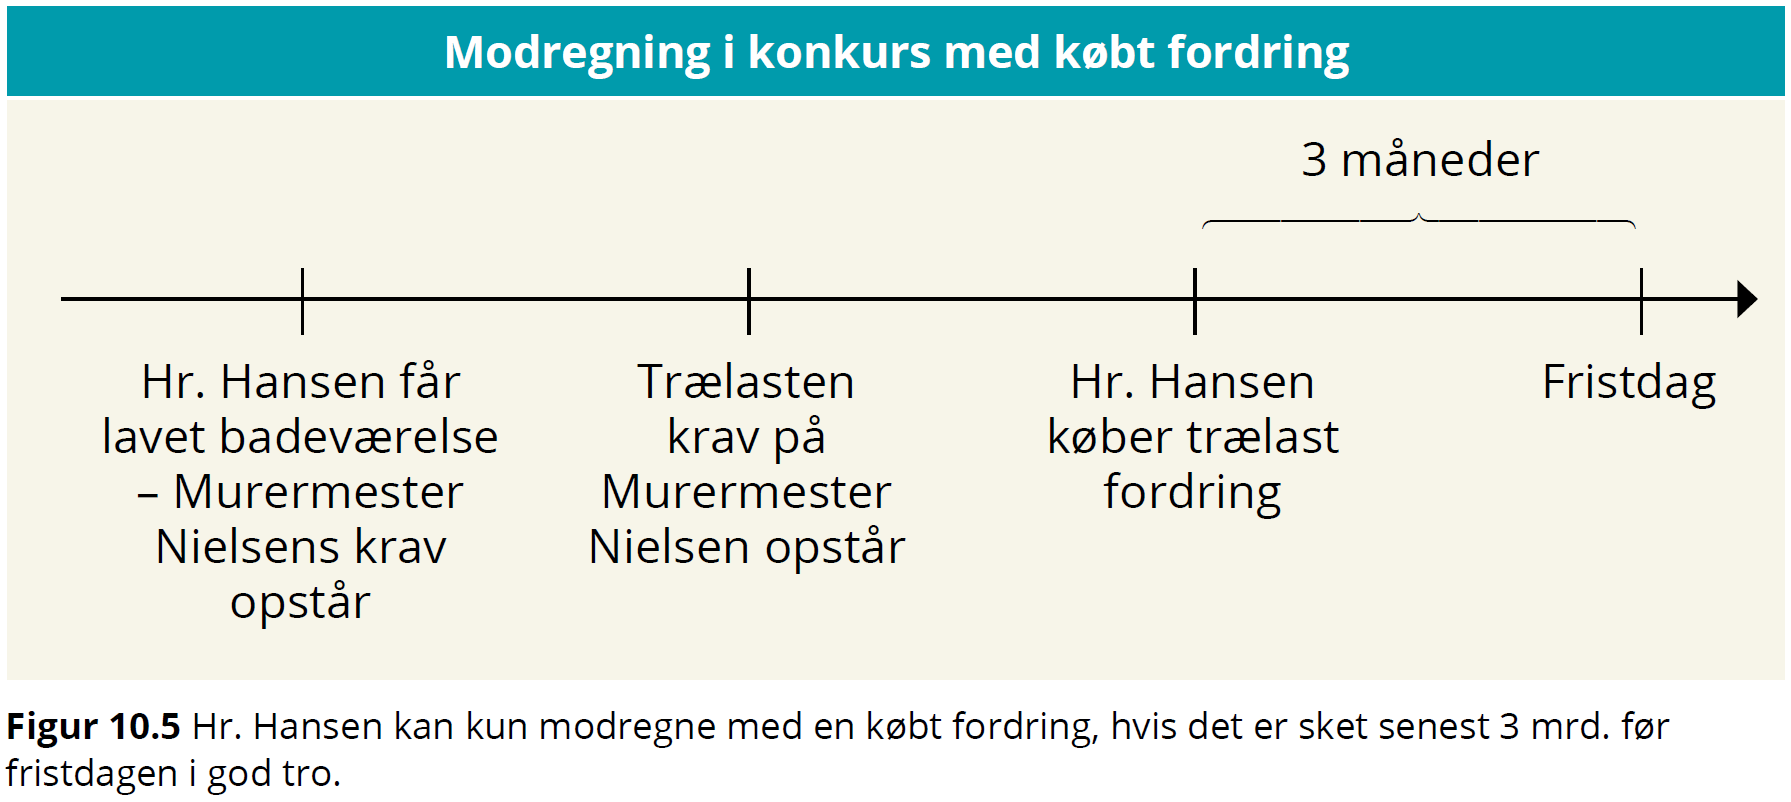 Modregning i konkurs med købt fordring
3 måneder
Hr. Hansen får
lavet badeværelse
– Murermester
Nielsens krav
opstår
Trælasten
krav på
Murermester
Nielsen opstår
Hr. Hansen
køber trælast
fordring
Fristdag
Figur 10.5 Hr. Hansen kan kun modregne med en købt fordring, hvis det er sket senest 3 mrd. før
fristdagen i god tro.